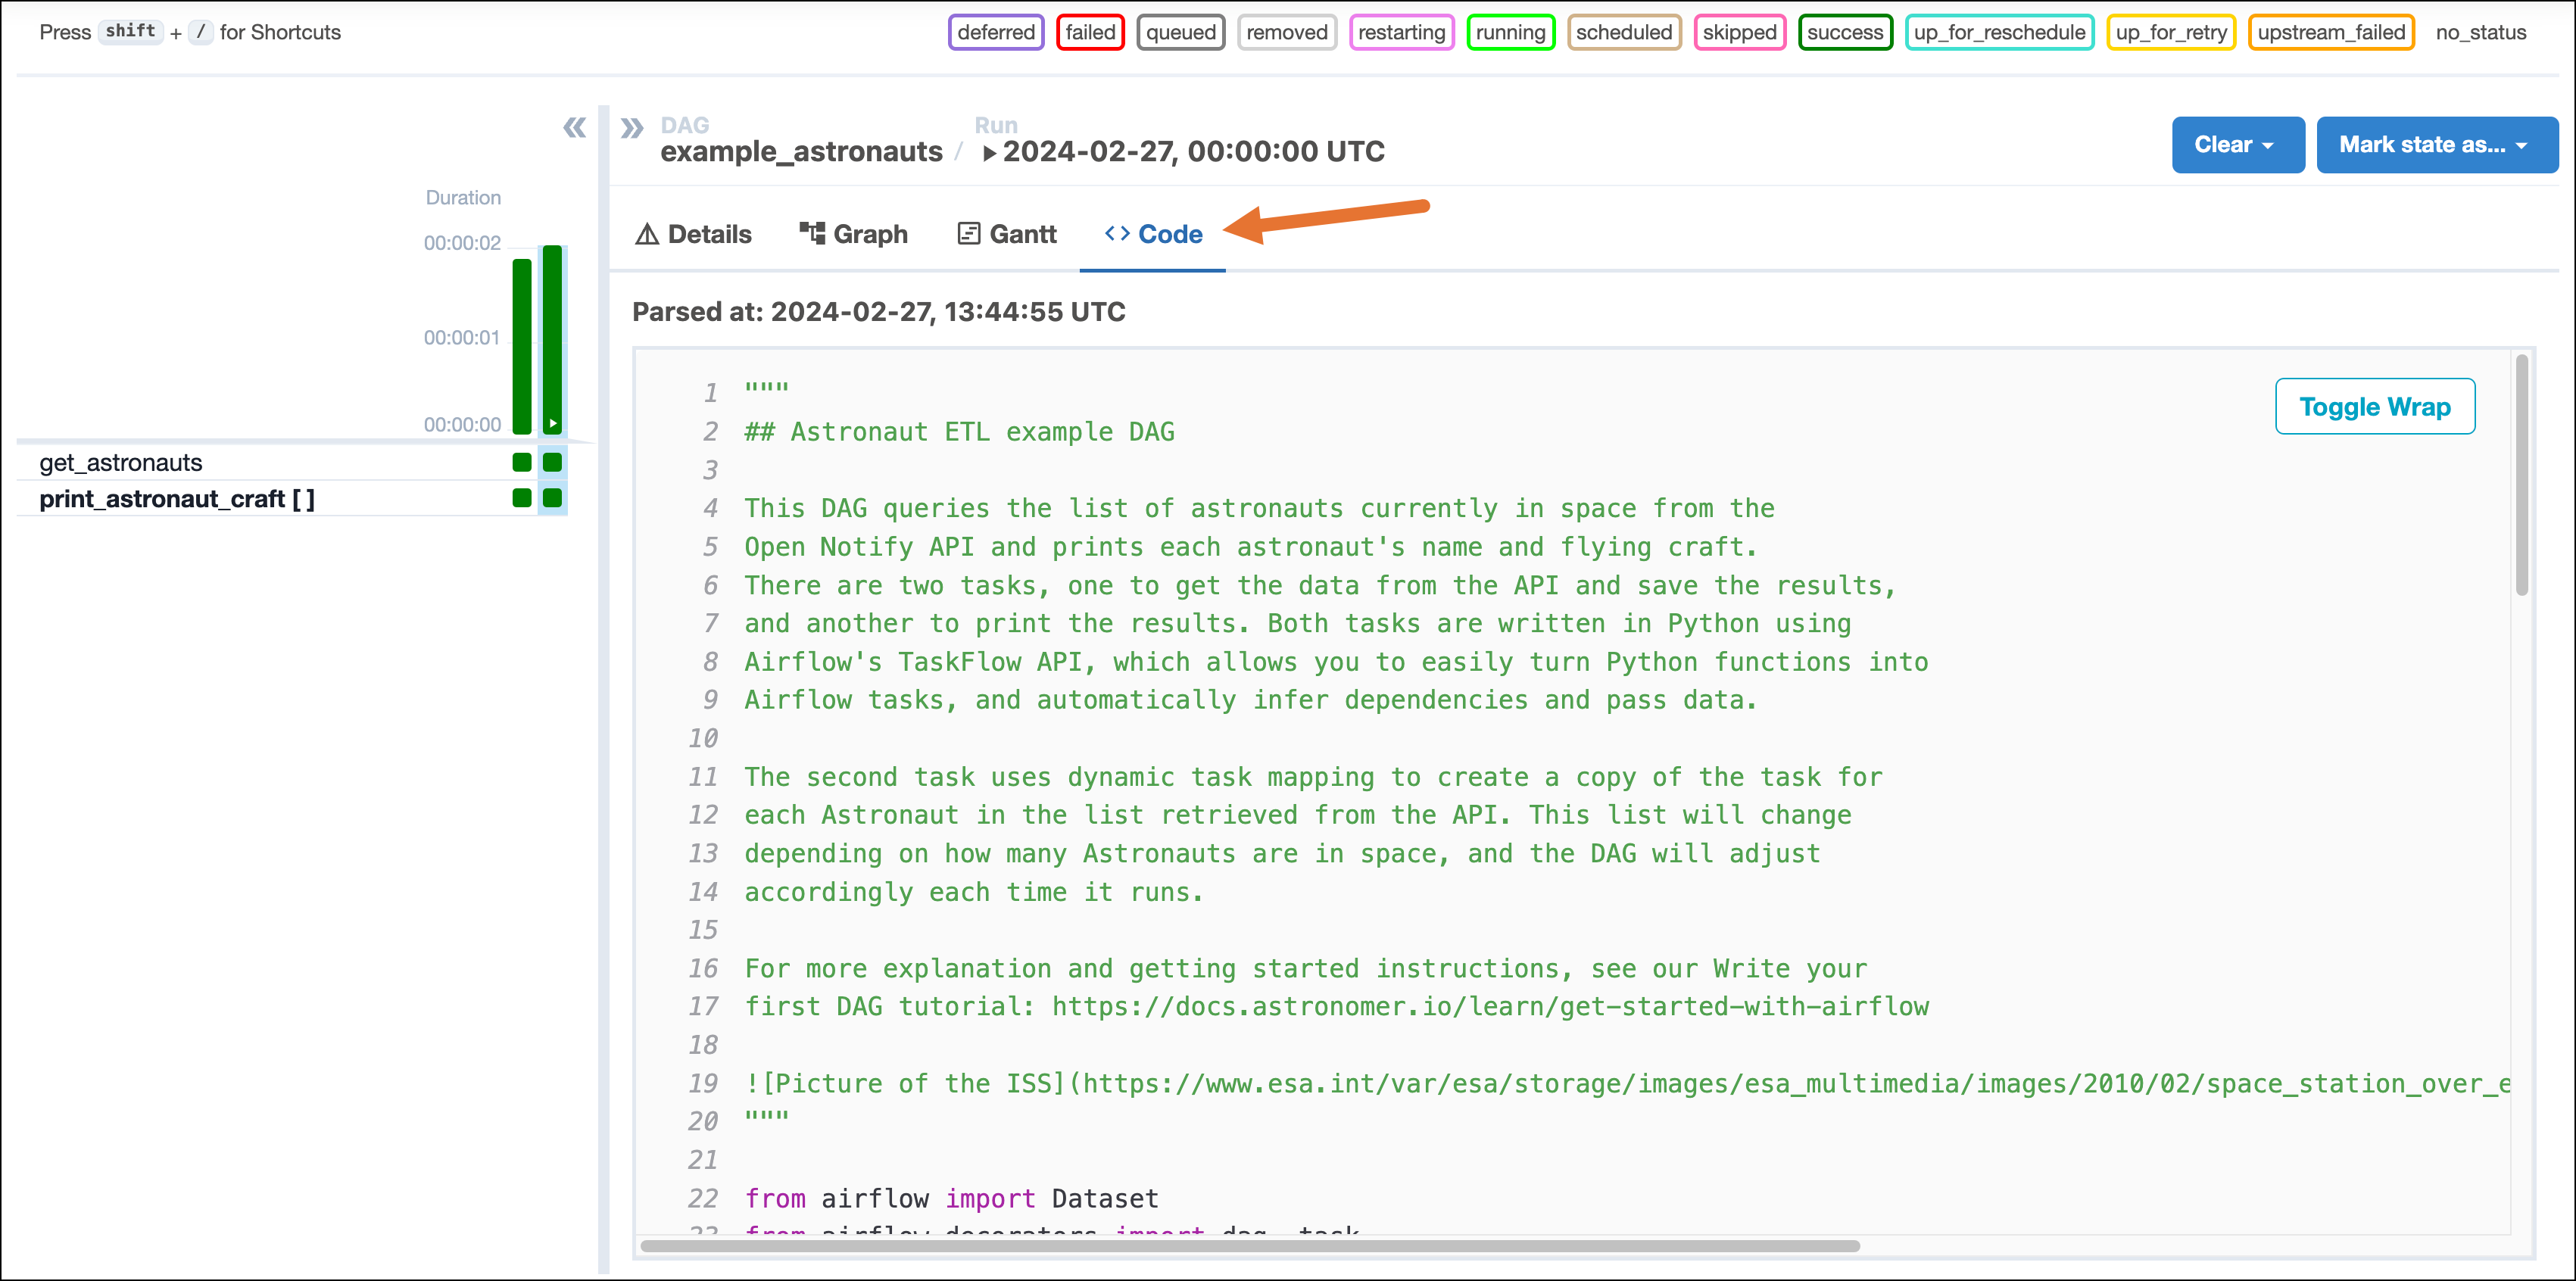 Press shift + / for Shortcuts
deferred failed queued removed restarting running scheduled skipped success up_for_reschedule up_for_retry upstream_failed no_status
DAG
example_astronauts /
Run
2024-02-27, 00:00:00 UTC
Clear
Mark state as...
Duration
00:00:02
00:00:01
00:00:00
get_astronauts
print_astronaut_craft [ ]
Details Graph Gantt <> Code
Parsed at: 2024-02-27, 13:44:55 UTC
Toggle Wrap
1 """
2 ## Astronaut ETL example DAG
3
4 This DAG queries the list of astronauts currently in space from the
5 Open Notify API and prints each astronaut's name and flying craft.
6 There are two tasks, one to get the data from the API and save the results,
7 and another to print the results. Both tasks are written in Python using
8 Airflow's TaskFlow API, which allows you to easily turn Python functions into
9 Airflow tasks, and automatically infer dependencies and pass data.
10
11 The second task uses dynamic task mapping to create a copy of the task for
12 each Astronaut in the list retrieved from the API. This list will change
13 depending on how many Astronauts are in space, and the DAG will adjust
14 accordingly each time it runs.
15
16 For more explanation and getting started instructions, see our Write your
17 first DAG tutorial: https://docs.astronomer.io/learn/get-started-with-airflow
18
19 ![Picture of the ISS](https://www.esa.int/var/esa/storage/images/esa_multimedia/images/2010/02/space_station_over_e
20 """
21
22 from airflow import Dataset
23 from airflow.decorators import dag, task